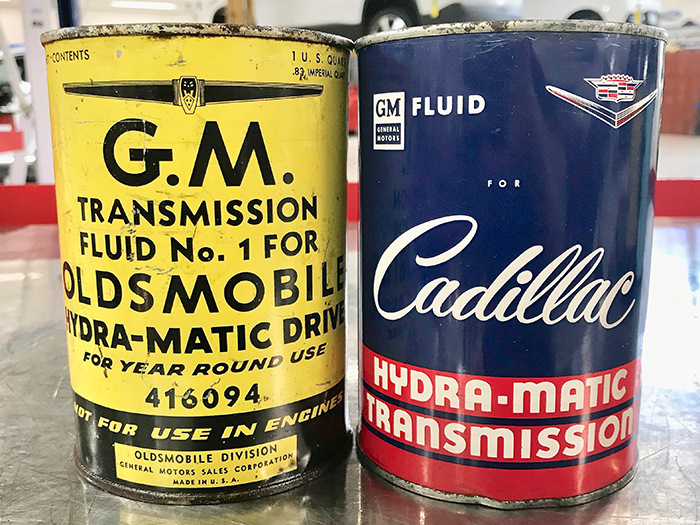 CONTENTS
1 U.S. QUART
.83 IMPERIAL QUART
G.M.
TRANSMISSION
FLUID No. 1 FOR
OLDSMOBILE
HYDRA-MATIC DRIVE
FOR YEAR ROUND USE
416094
NOT FOR USE IN ENGINES
OLDSMOBILE DIVISION
GENERAL MOTORS SALES CORPORATION
MADE IN U.S.A.
GM FLUID
GENERAL
MOTORS
FOR
Cadillac
HYDRA-MATIC
TRANSMISSION